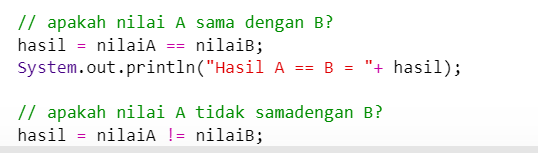 // apakah nilai A sama dengan B?
hasil = nilaiA == nilaiB;
System.out.println("Hasil A == B = "+ hasil);
// apakah nilai A tidak samadengan B?
hasil = nilaiA != nilaiB;